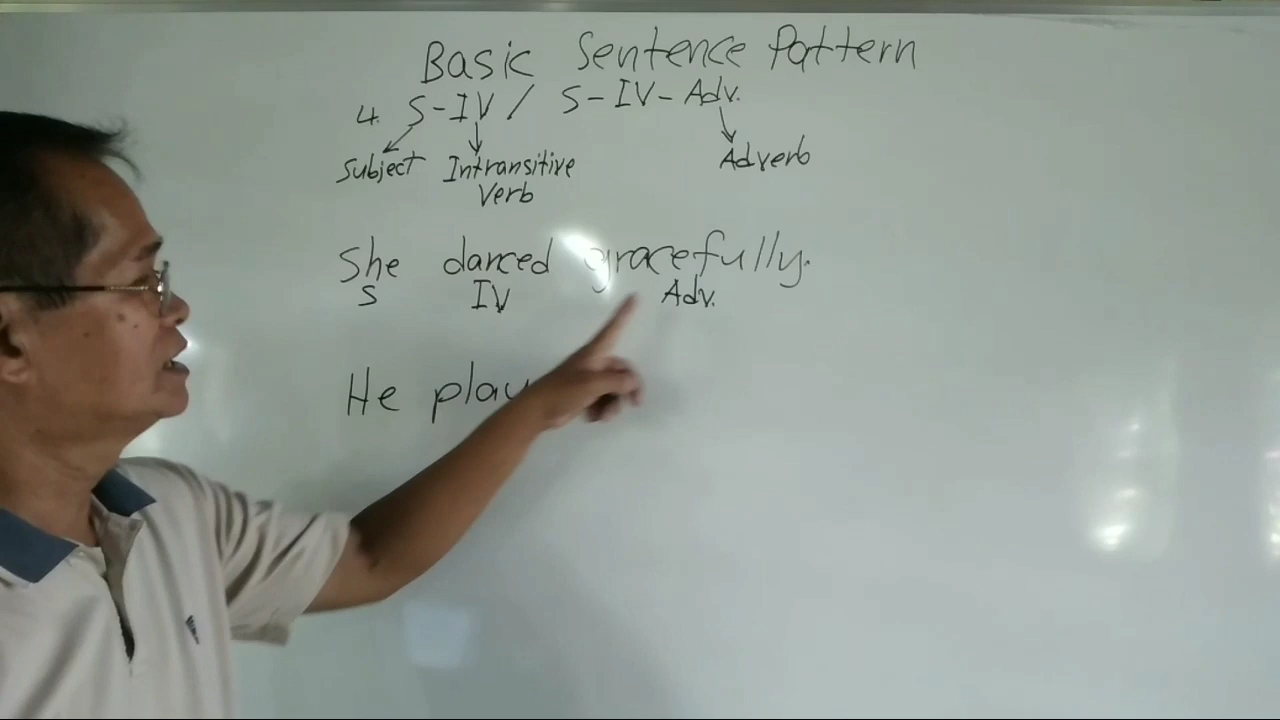 Basic Sentence Pattern
4. S-IV / S-IV-Adv.
Subject Intransitive Verb Adverb
She danced gracefully.
S IV Adv.
He